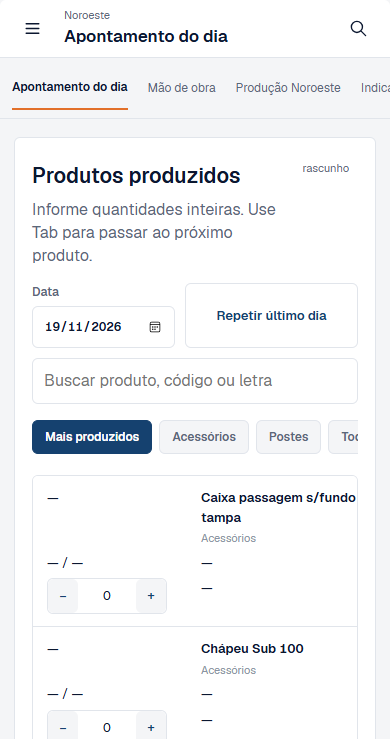 Noroeste
Apontamento do dia
Apontamento do dia Mão de obra Produção Noroeste Indica
Produtos produzidos rascunho
Informe quantidades inteiras. Use
Tab para passar ao próximo
produto.
Data
19/11/2026 Repetir último dia
Buscar produto, código ou letra
Mais produzidos Acessórios Postes Toc
— Caixa passagem s/fundo
tampa
Acessórios
— / — —
—
− 0 +
— Chápeu Sub 100
Acessórios
— / — —
—
− 0 +